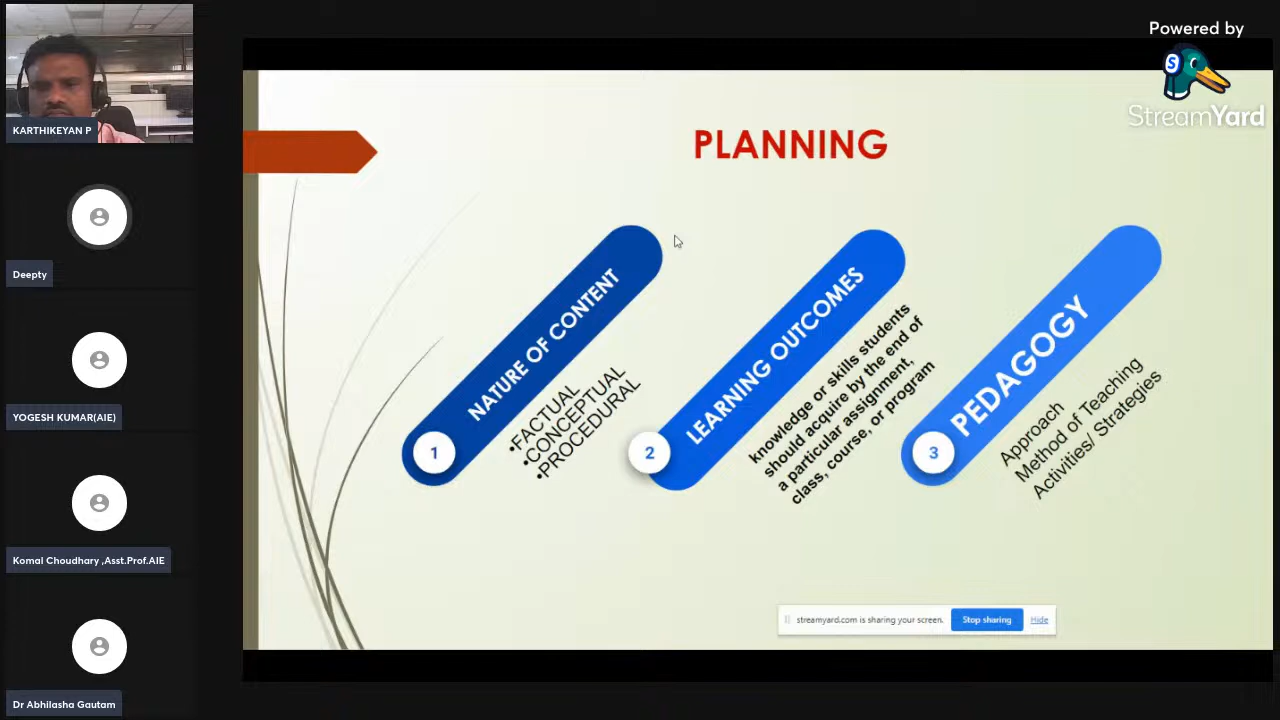 Powered by
StreamYard
KARTHIKEYAN P
Deepty
YOGESH KUMAR(AIE)
Komal Choudhary ,Asst.Prof.AIE
Dr Abhilasha Gautam
PLANNING
1
NATURE OF CONTENT
•FACTUAL
•CONCEPTUAL
•PROCEDURAL
2
LEARNING OUTCOMES
knowledge or skills students
should acquire by the end of
a particular assignment,
class, course, or program
3
PEDAGOGY
Approach
Method of Teaching
Activities/ Strategies
streamyard.com is sharing your screen.
Stop sharing
Hide